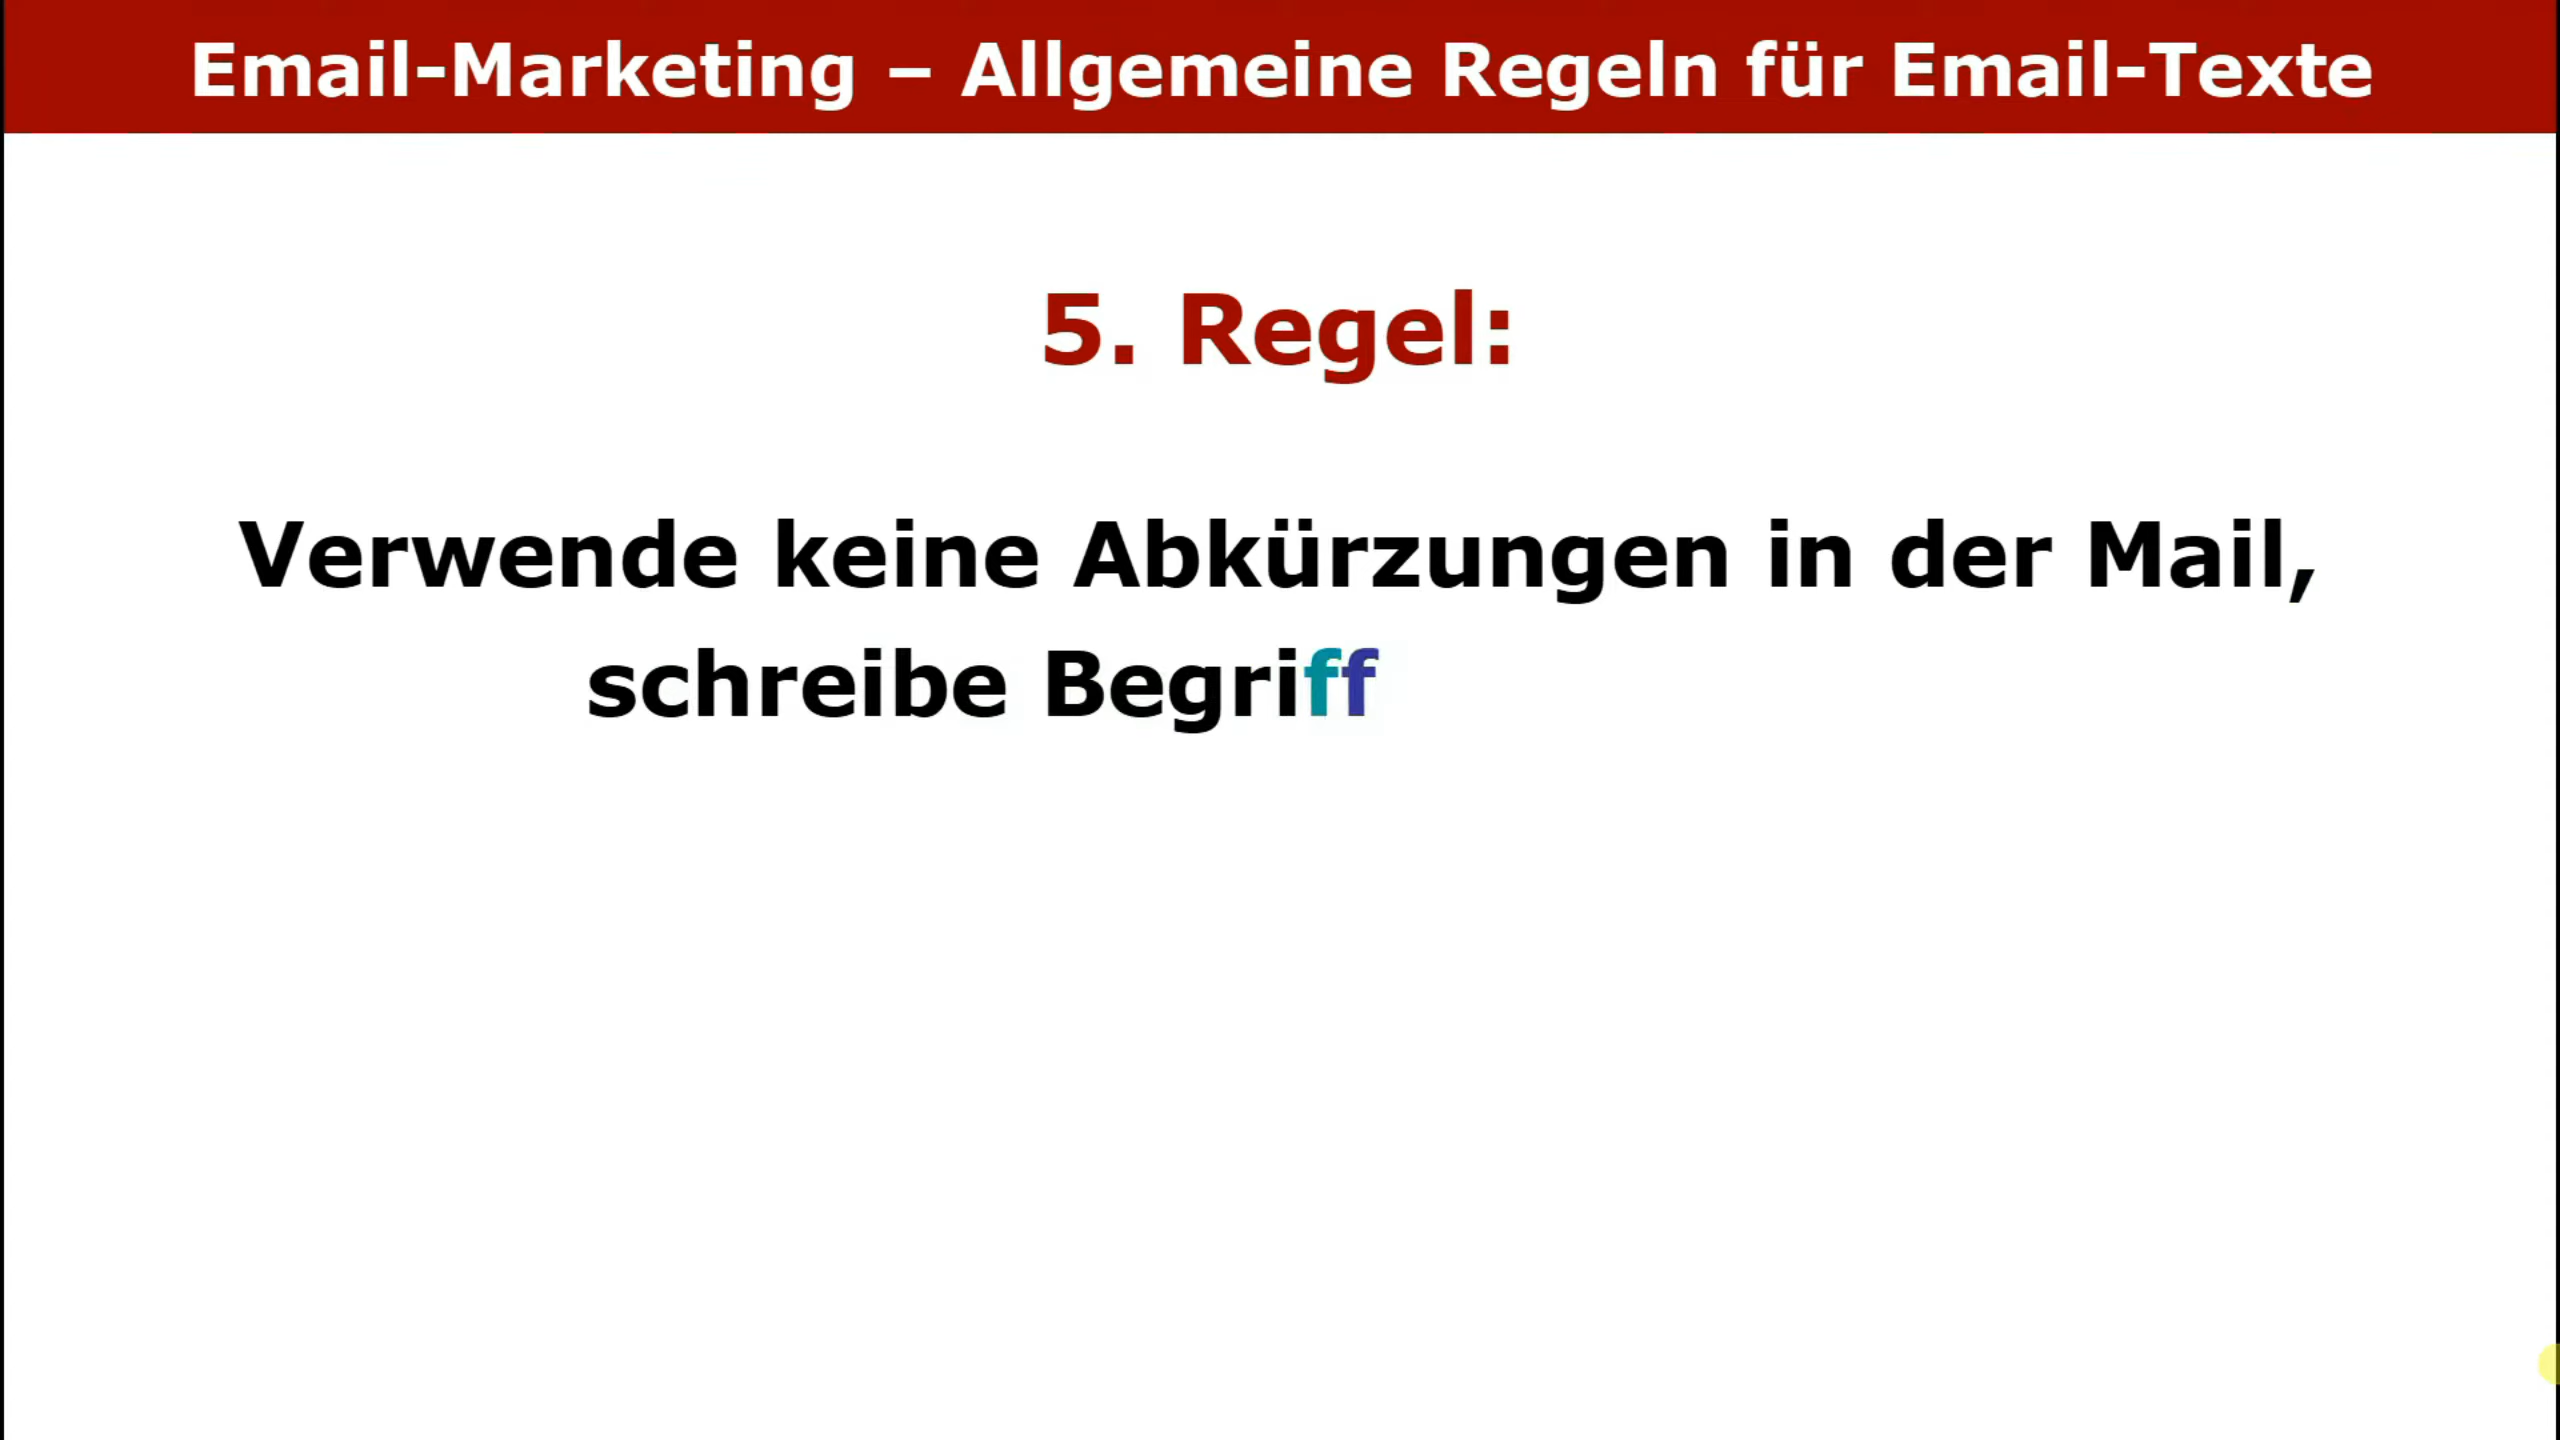 Email-Marketing – Allgemeine Regeln für Email-Texte
5. Regel:
Verwende keine Abkürzungen in der Mail,
schreibe Begriff